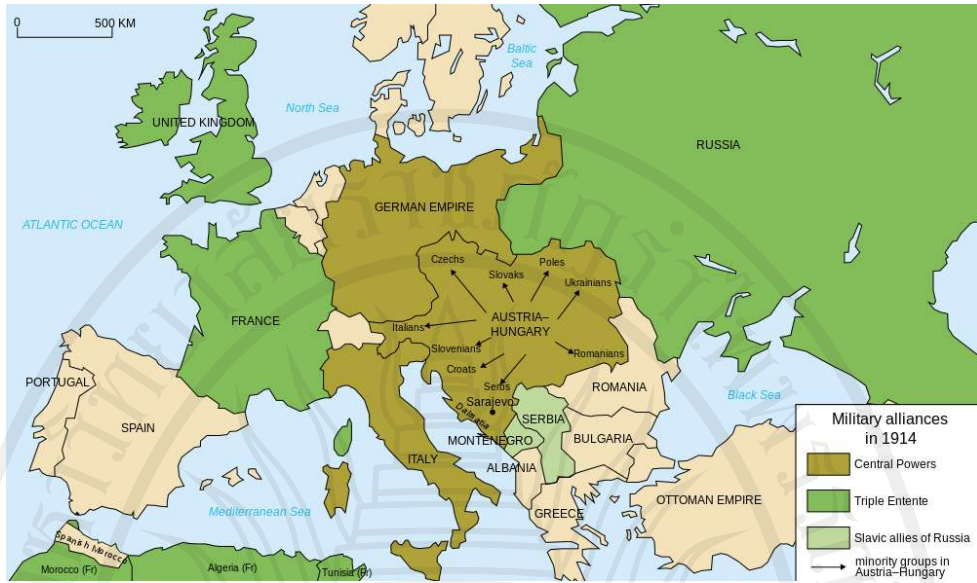 0 500 KM
Baltic
Sea
North Sea
UNITED KINGDOM
RUSSIA
ATLANTIC OCEAN
GERMAN EMPIRE
Czechs
Slovaks
Poles
Ukrainians
FRANCE
Italians
AUSTRIA–
HUNGARY
Slovenians
Croats
Romanians
Serbs
Sarajevo
Dalmatia
PORTUGAL
SPAIN
ROMANIA
Black Sea
SERBIA
MONTENEGRO
BULGARIA
ITALY
ALBANIA
GREECE
OTTOMAN EMPIRE
Mediterranean Sea
Spanish Morocco
Morocco (Fr)
Algeria (Fr)
Tunisia (Fr)
Military alliances
in 1914
Central Powers
Triple Entente
Slavic allies of Russia
minority groups in
Austria–Hungary